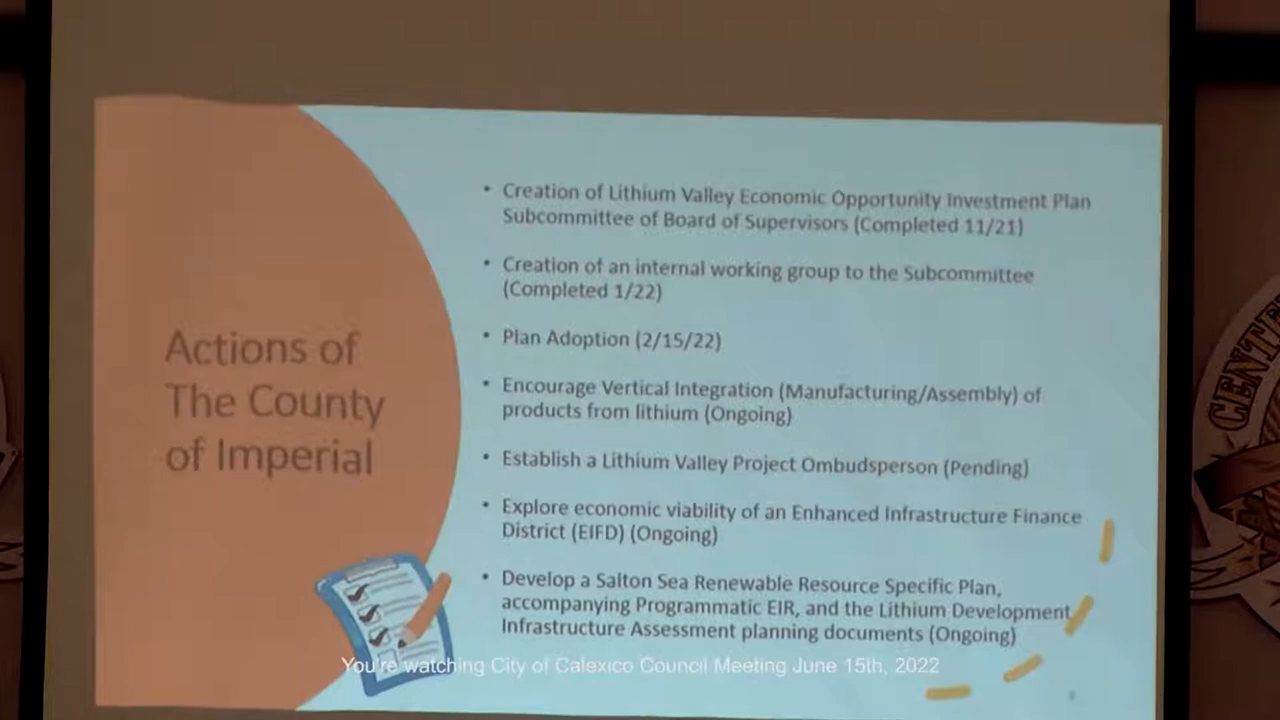 Actions of
The County
of Imperial
• Creation of Lithium Valley Economic Opportunity Investment Plan
Subcommittee of Board of Supervisors (Completed 11/21)
• Creation of an internal working group to the Subcommittee
(Completed 1/22)
• Plan Adoption (2/15/22)
• Encourage Vertical Integration (Manufacturing/Assembly) of
products from lithium (Ongoing)
• Establish a Lithium Valley Project Ombudsperson (Pending)
• Explore economic viability of an Enhanced Infrastructure Finance
District (EIFD) (Ongoing)
• Develop a Salton Sea Renewable Resource Specific Plan,
accompanying Programmatic EIR, and the Lithium Development
Infrastructure Assessment planning documents (Ongoing)
You're watching City of Calexico Council Meeting June 15th, 2022